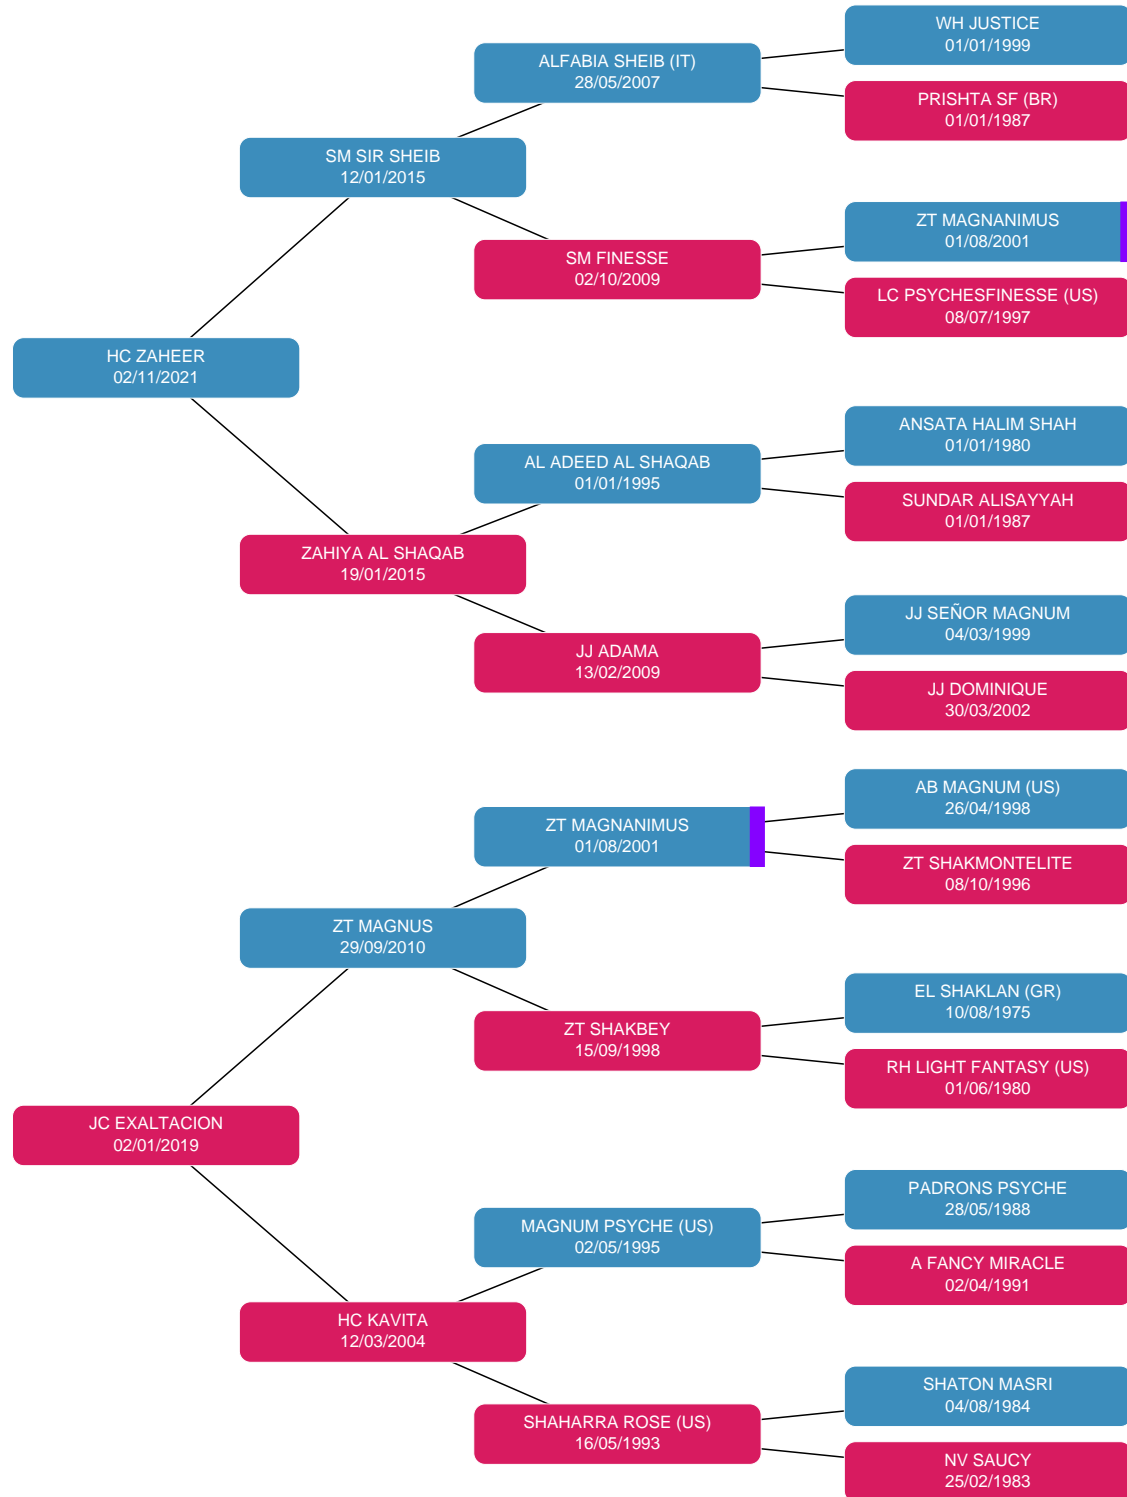 WH JUSTICE
01/01/1999
ALFABIA SHEIB (IT)
28/05/2007
PRISHTA SF (BR)
01/01/1987
SM SIR SHEIB
12/01/2015
ZT MAGNANIMUS
01/08/2001
SM FINESSE
02/10/2009
LC PSYCHESFINESSE (US)
08/07/1997
HC ZAHEER
02/11/2021
ANSATA HALIM SHAH
01/01/1980
AL ADEED AL SHAQAB
01/01/1995
SUNDAR ALISAYYAH
01/01/1987
ZAHIYA AL SHAQAB
19/01/2015
JJ SEÑOR MAGNUM
04/03/1999
JJ ADAMA
13/02/2009
JJ DOMINIQUE
30/03/2002
AB MAGNUM (US)
26/04/1998
ZT MAGNANIMUS
01/08/2001
ZT SHAKMONTELITE
08/10/1996
ZT MAGNUS
29/09/2010
EL SHAKLAN (GR)
10/08/1975
ZT SHAKBEY
15/09/1998
RH LIGHT FANTASY (US)
01/06/1980
JC EXALTACION
02/01/2019
PADRONS PSYCHE
28/05/1988
MAGNUM PSYCHE (US)
02/05/1995
A FANCY MIRACLE
02/04/1991
HC KAVITA
12/03/2004
SHATON MASRI
04/08/1984
SHAHARRA ROSE (US)
16/05/1993
NV SAUCY
25/02/1983